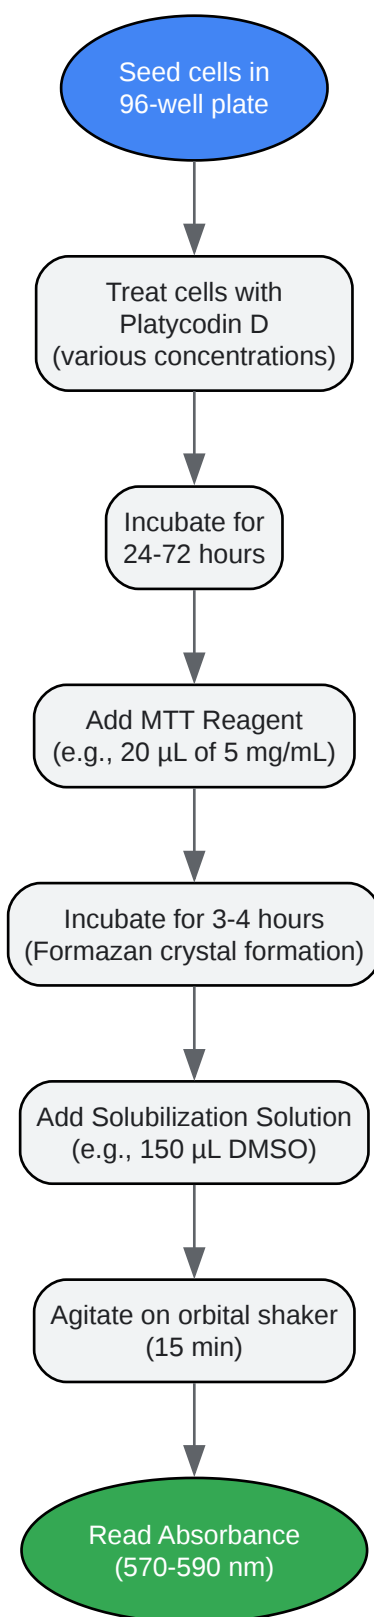 Seed cells in
96-well plate
Treat cells with
Platycodin D
(various concentrations)
Incubate for
24-72 hours
Add MTT Reagent
(e.g., 20 µL of 5 mg/mL)
Incubate for 3-4 hours
(Formazan crystal formation)
Add Solubilization Solution
(e.g., 150 µL DMSO)
Agitate on orbital shaker
(15 min)
Read Absorbance
(570-590 nm)